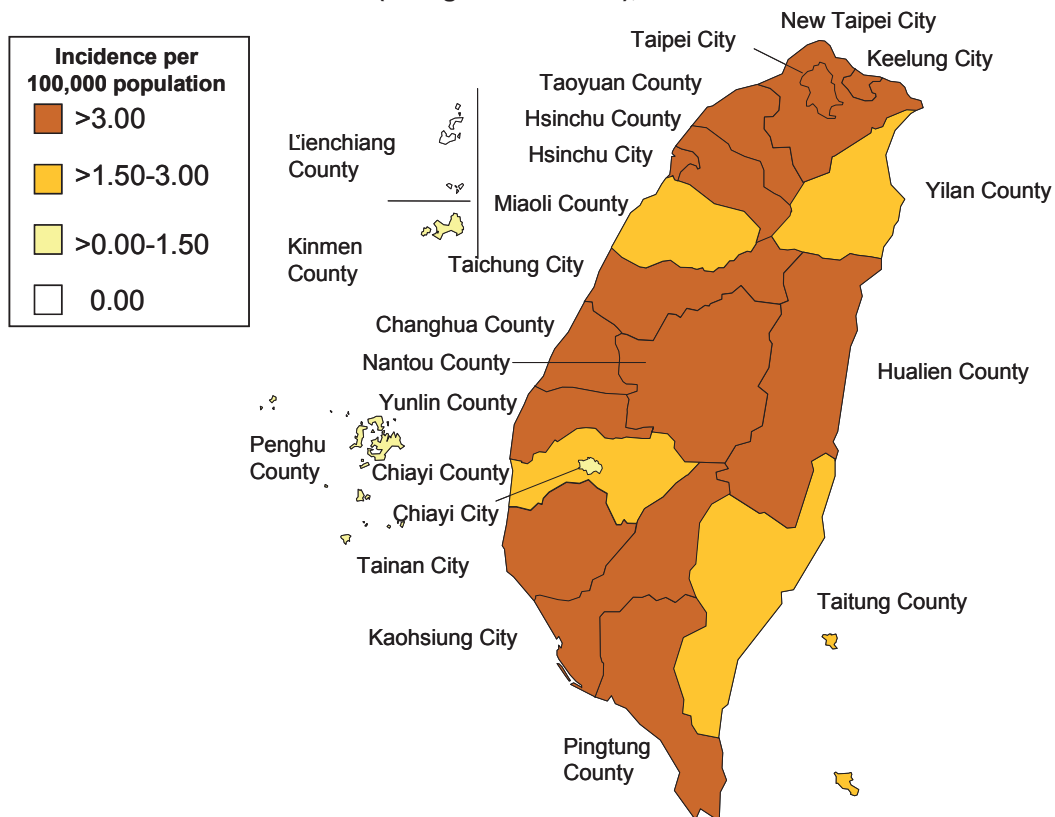 New Taipei City
Taipei City
Keelung City
Taoyuan County
Hsinchu County
Hsinchu City
Miaoli County
Yilan County
Taichung City
Changhua County
Nantou County
Hualien County
Yunlin County
Chiayi County
Chiayi City
Tainan City
Taitung County
Kaohsiung City
Pingtung
County
Lienchiang
County
Kinmen
County
Penghu
County
Incidence per
100,000 population
>3.00
>1.50-3.00
>0.00-1.50
0.00